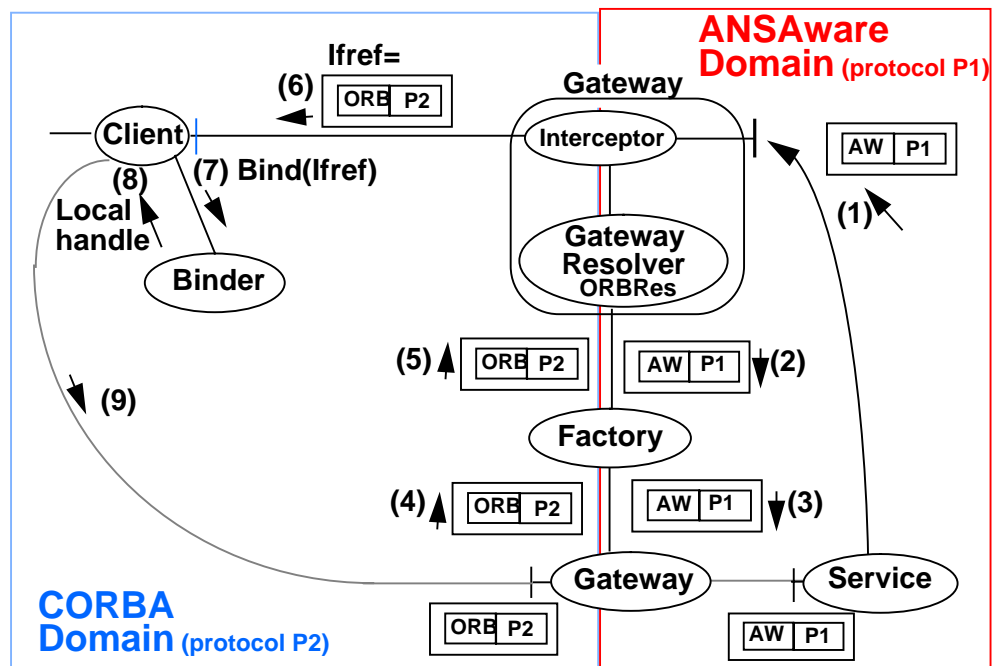 ANSAware
Domain (protocol P1)
Ifref=
(6)
ORB P2
Gateway
Client
Interceptor
AW P1
(7) Bind(Ifref)
(8)
Local
handle
(1)
Binder
Gateway
Resolver
ORBRes
(5)
ORB P2
AW P1
(2)
(9)
Factory
(4)
ORB P2
AW P1
(3)
Gateway
Service
CORBA
Domain (protocol P2)
ORB P2
AW P1